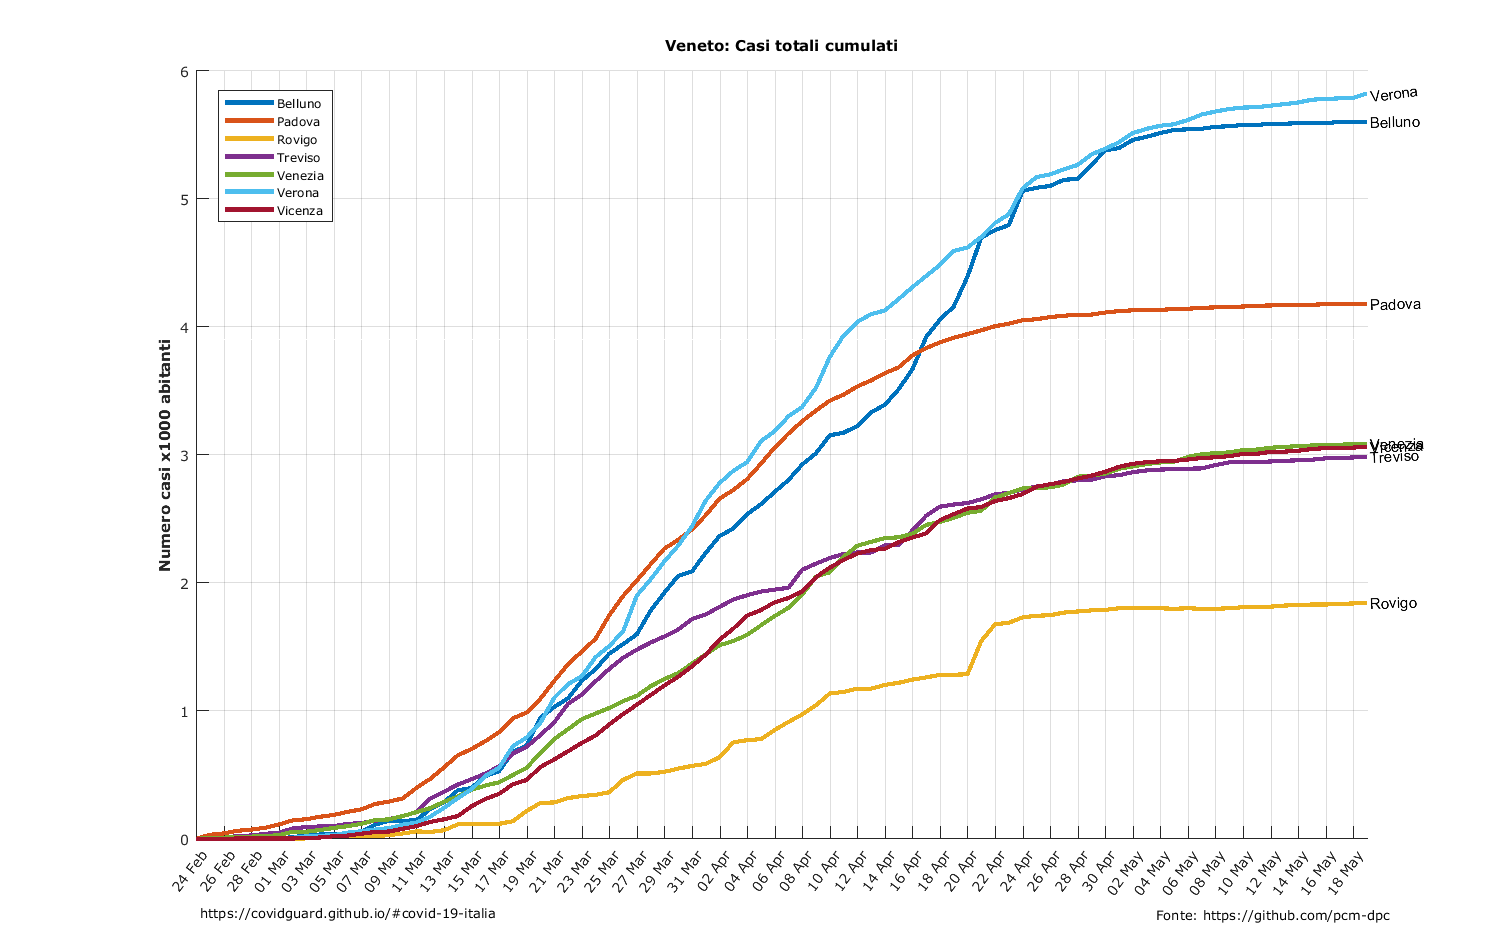 Veneto: Casi totali cumulati
6
5
4
3
2
1
0
Numero casi x1000 abitanti
Belluno
Padova
Rovigo
Treviso
Venezia
Verona
Vicenza
Verona
Belluno
Padova
Venezia
Vicenza
Treviso
Rovigo
24 Feb
26 Feb
28 Feb
01 Mar
03 Mar
05 Mar
07 Mar
09 Mar
11 Mar
13 Mar
15 Mar
17 Mar
19 Mar
21 Mar
23 Mar
25 Mar
27 Mar
29 Mar
31 Mar
02 Apr
04 Apr
06 Apr
08 Apr
10 Apr
12 Apr
14 Apr
16 Apr
18 Apr
20 Apr
22 Apr
24 Apr
26 Apr
28 Apr
30 Apr
02 May
04 May
06 May
08 May
10 May
12 May
14 May
16 May
18 May
https://covidguard.github.io/#covid-19-italia
Fonte: https://github.com/pcm-dpc